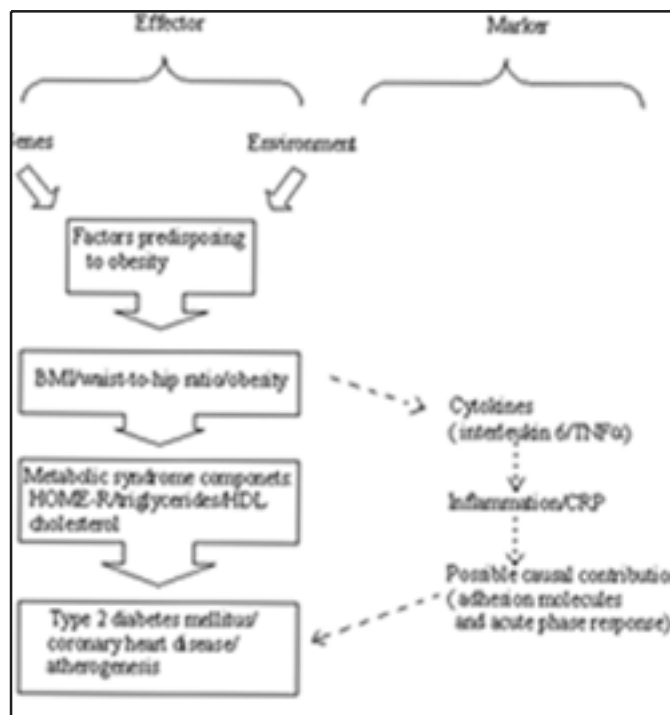 Effector
Marker
Genes
Environment
Factors predisposing
to obesity
BMI/waist-to-hip ratio/obesity
Cytokines
(interleukin 6/TNFα)
Metabolic syndrome componets:
HOME-R/triglycerides/HDL
cholesterol
Inflammation/CRP
Possible causal contribution
(adhesion molecules
and acute phase response)
Type 2 diabetes mellitus/
coronary heart disease/
atherogenesis